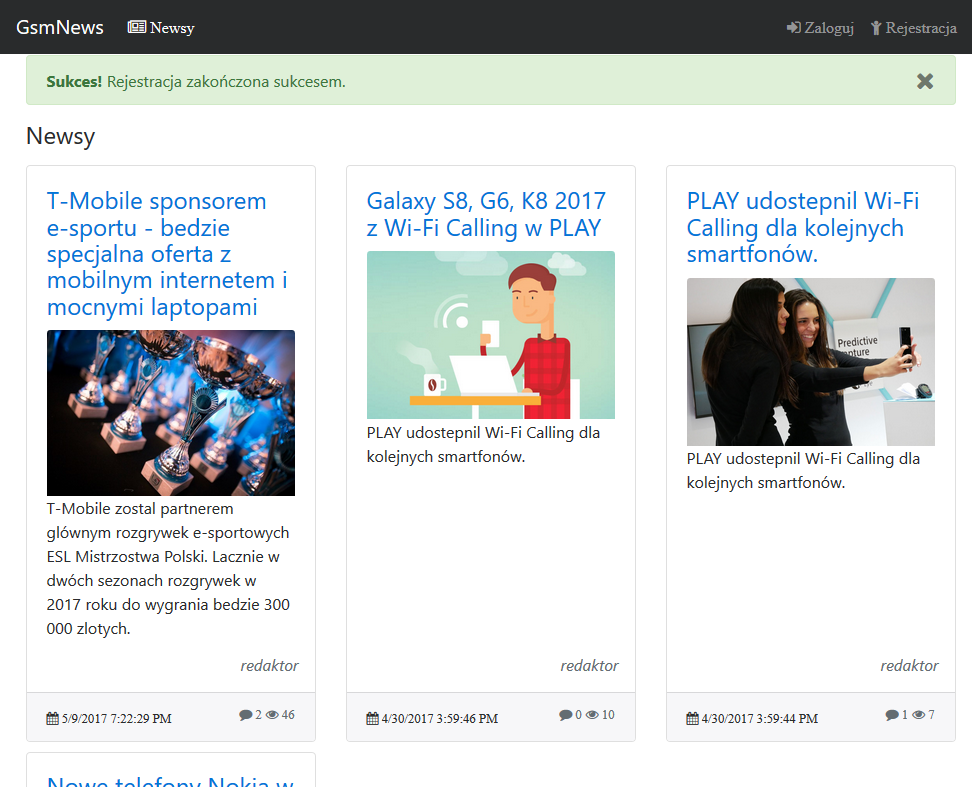 GsmNews Newsy Zaloguj Rejestracja
Sukces! Rejestracja zakończona sukcesem.
Newsy
T-Mobile sponsorem
e-sportu - bedzie
specjalna oferta z
mobilnym internetem i
mocnymi laptopami
T-Mobile zostal partnerem
glównym rozgrywek e-sportowych
ESL Mistrzostwa Polski. Lacznie w
dwóch sezonach rozgrywek w
2017 roku do wygrania bedzie 300
000 zlotych.
redaktor
5/9/2017 7:22:29 PM 2 46
Galaxy S8, G6, K8 2017
z Wi-Fi Calling w PLAY
PLAY udostepnil Wi-Fi Calling dla
kolejnych smartfonów.
redaktor
4/30/2017 3:59:46 PM 0 10
PLAY udostepnil Wi-Fi
Calling dla kolejnych
smartfonów.
Predictive
PLAY udostepnil Wi-Fi Calling dla
kolejnych smartfonów.
redaktor
4/30/2017 3:59:44 PM 1 7
Nowe telefony Nokia w